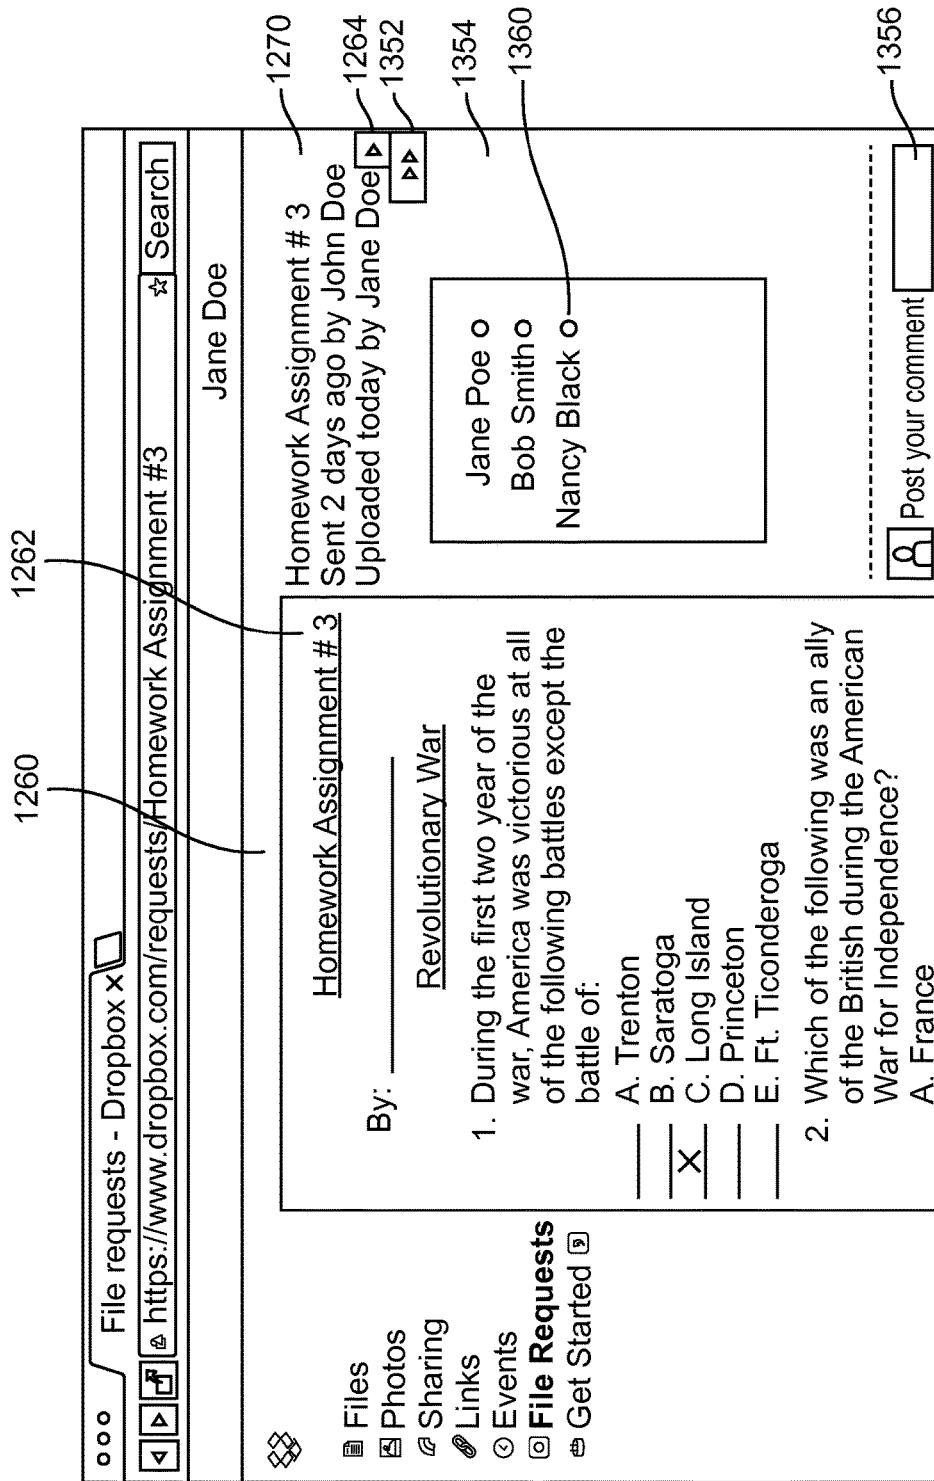 1260
1262
File requests - Dropbox X
https://www.dropbox.com/requests/Homework Assignment #3
Search
Jane Doe
Files
Photos
Sharing
Links
Events
File Requests
Get Started
Homework Assignment # 3
By:
Revolutionary War
1. During the first two year of the
war, America was victorious at all
of the following battles except the
battle of:
A. Trenton
B. Saratoga
X C. Long Island
D. Princeton
E. Ft. Ticonderoga
2. Which of the following was an ally
of the British during the American
War for Independence?
A. France
Homework Assignment # 3
Sent 2 days ago by John Doe
Uploaded today by Jane Doe
Jane Poe
Bob Smith
Nancy Black
Post your comment
1270
1264
1352
1354
1360
1356